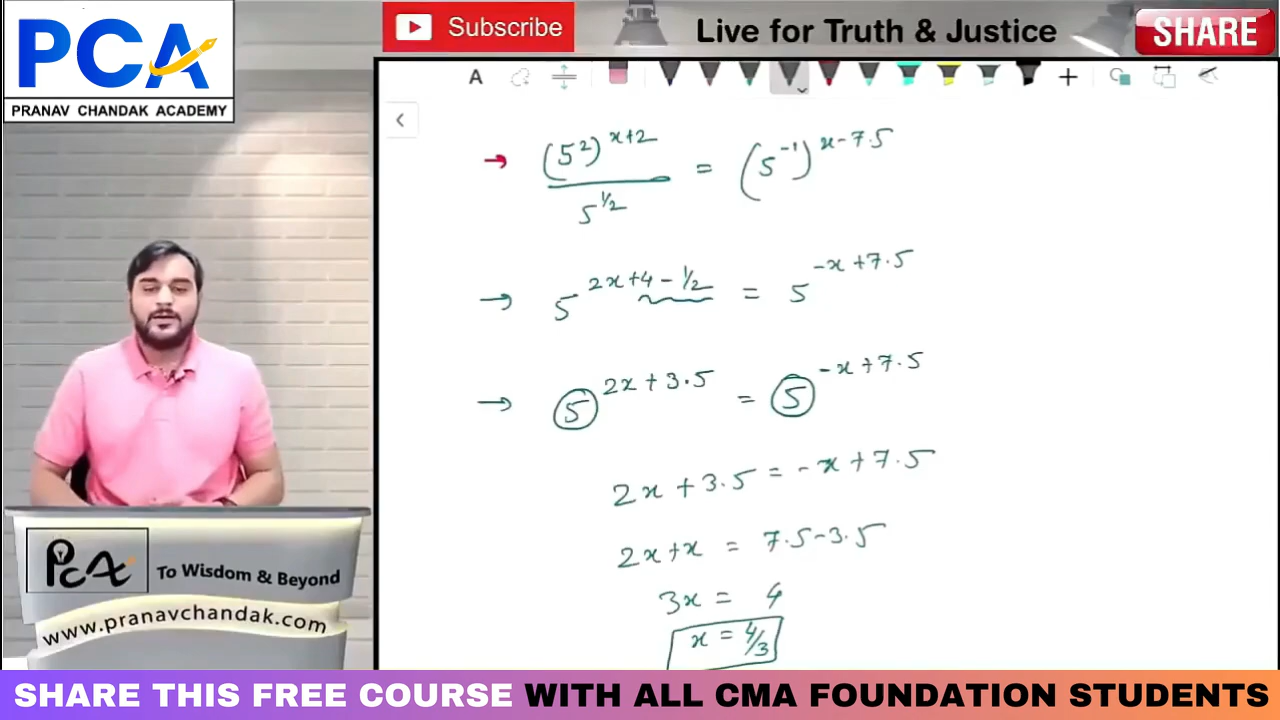 PCA
PRANAV CHANDAK ACADEMY
Subscribe
Live for Truth & Justice
SHARE
A
→ (5²)^(x+2) / 5^(1/2) = (5⁻¹)^(x-7.5)
→ 5^(2x+4-1/2) = 5^(-x+7.5)
→ 5^(2x+3.5) = 5^(-x+7.5)
2x+3.5 = -x+7.5
2x+x = 7.5-3.5
3x = 4
x = 4/3
PCA To Wisdom & Beyond
www.pranavchandak.com
SHARE THIS FREE COURSE WITH ALL CMA FOUNDATION STUDENTS